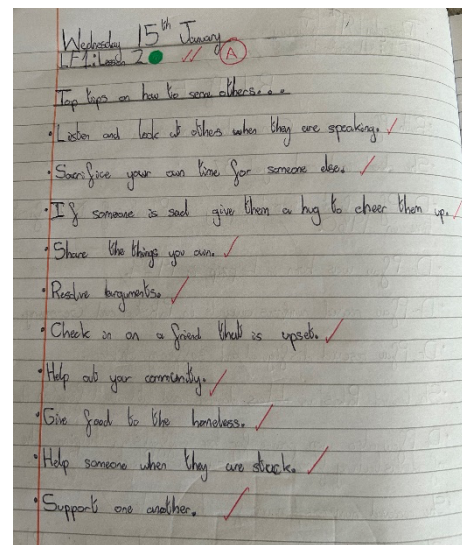 Wednesday 15th January
LF1: Lesson 2 A
Top tips on how to serve others...
• Listen and look at others when they are speaking.
• Sacrifice your own time for someone else.
• If someone is sad give them a hug to cheer them up.
• Share the things you own.
• Resolve arguments.
• Check in on a friend that is upset.
• Help out your community.
• Give food to the homeless.
• Help someone when they are stuck.
• Support one another.